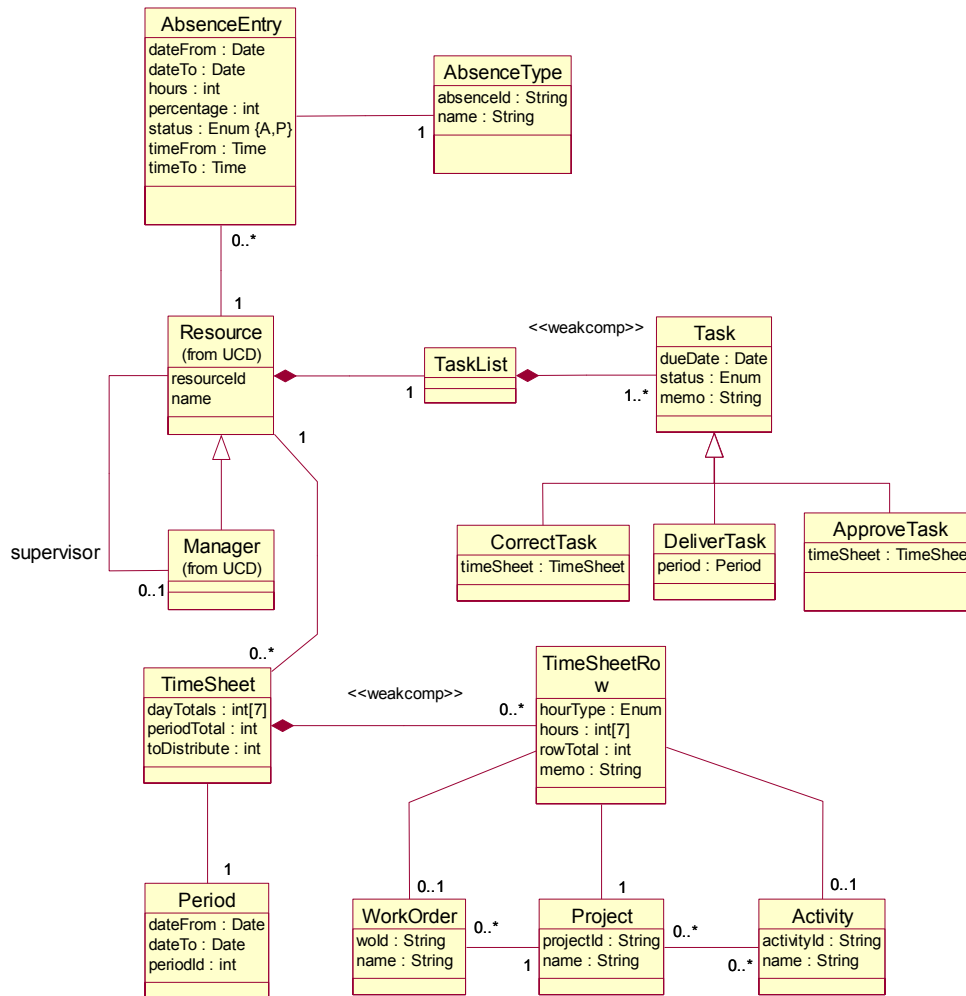 AbsenceEntry
dateFrom : Date
dateTo : Date
hours : int
percentage : int
status : Enum {A,P}
timeFrom : Time
timeTo : Time
AbsenceType
absenceId : String
name : String
1
0..*
1
Resource
(from UCD)
resourceId
name
TaskList
1
<<weakcomp>>
1..*
Task
dueDate : Date
status : Enum
memo : String
1
supervisor
0..1
Manager
(from UCD)
CorrectTask
timeSheet : TimeSheet
DeliverTask
period : Period
ApproveTask
timeSheet : TimeShee
0..*
TimeSheet
dayTotals : int[7]
periodTotal : int
toDistribute : int
<<weakcomp>>
0..*
TimeSheetRo
w
hourType : Enum
hours : int[7]
rowTotal : int
memo : String
1
Period
dateFrom : Date
dateTo : Date
periodId : int
0..1
1
0..1
WorkOrder
woId : String
name : String
0..*
1
Project
projectId : String
name : String
0..*
0..*
Activity
activityId : String
name : String